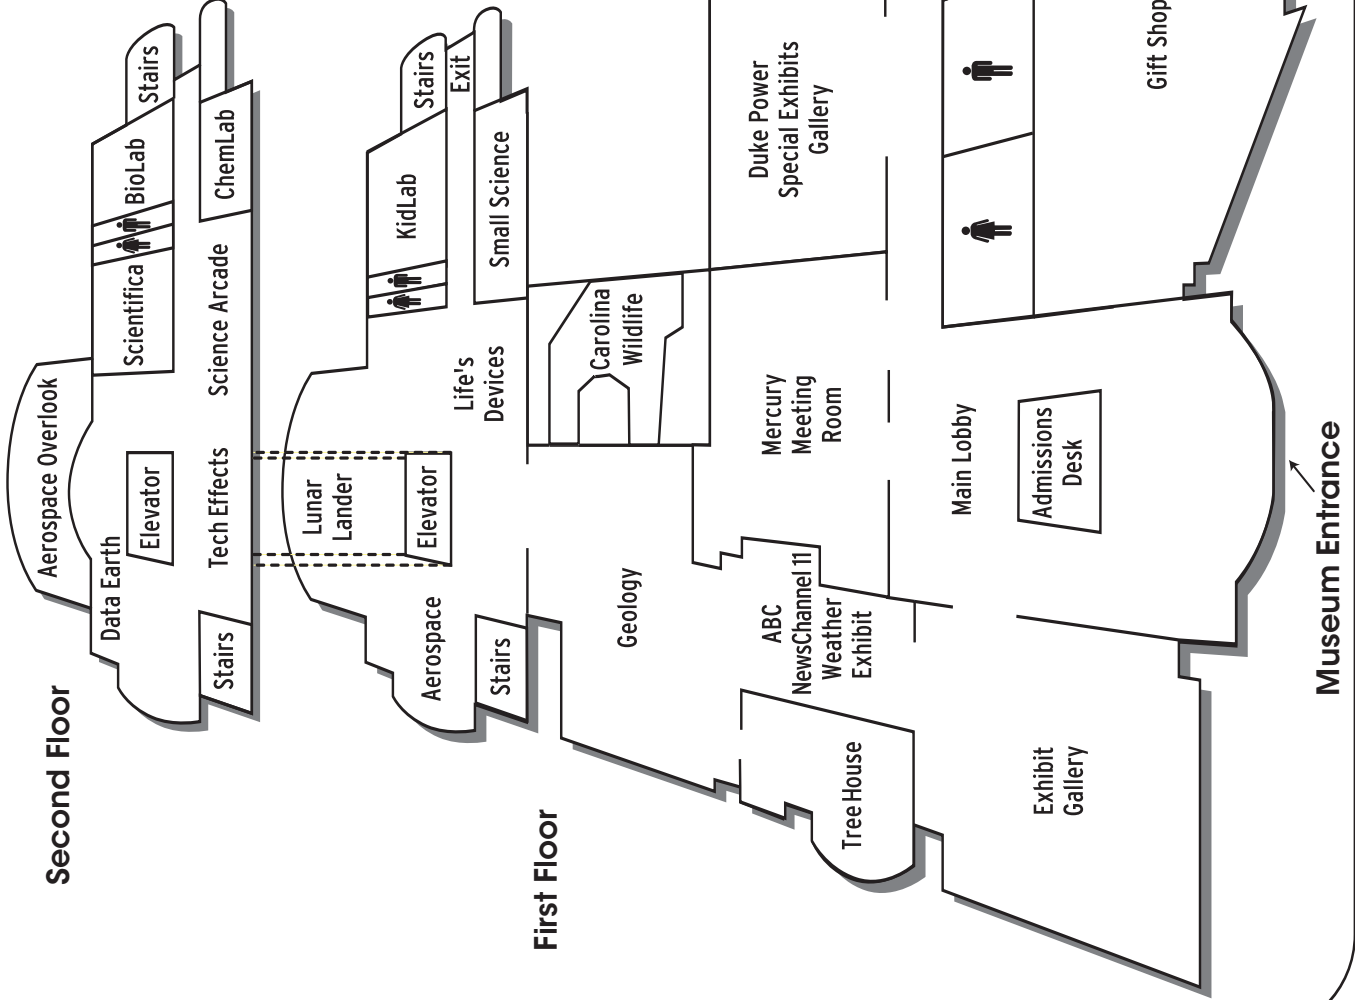 Second Floor
Aerospace Overlook
Data Earth
Elevator
Scientifica
BioLab
Stairs
Stairs
Tech Effects
Science Arcade
ChemLab
First Floor
Lunar
Lander
Elevator
KidLab
Stairs
Exit
Aerospace
Stairs
Life's
Devices
Small Science
Geology
Carolina
Wildlife
ABC
NewsChannel 11
Weather
Exhibit
Mercury
Meeting
Room
Duke Power
Special Exhibits
Gallery
Tree House
Exhibit
Gallery
Main Lobby
Admissions
Desk
Gift Shop
Museum Entrance